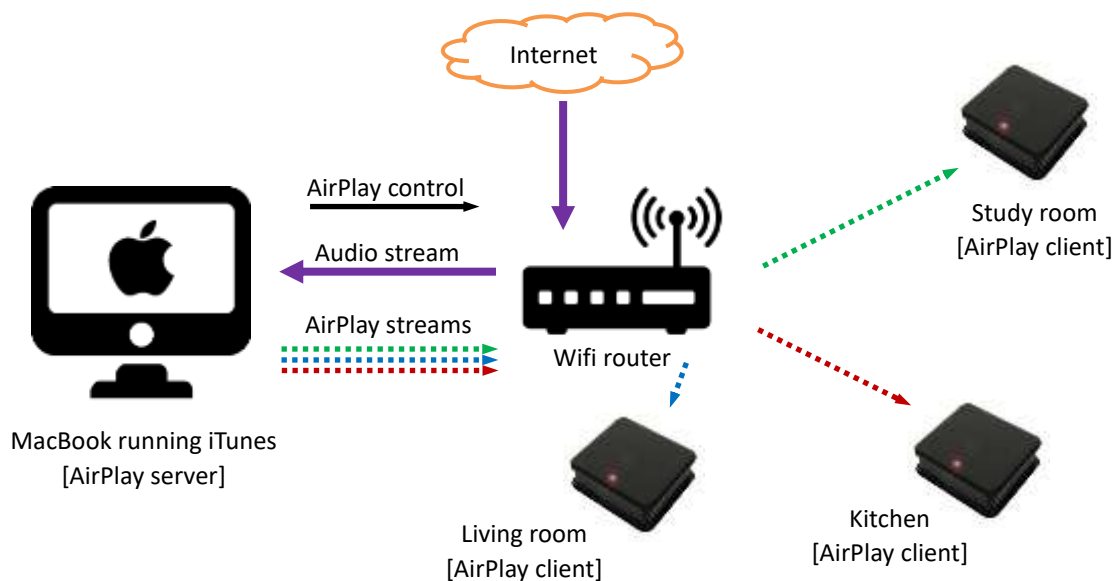 Internet
AirPlay control
Audio stream
AirPlay streams
Wifi router
Study room
[AirPlay client]
MacBook running iTunes
[AirPlay server]
Living room
[AirPlay client]
Kitchen
[AirPlay client]